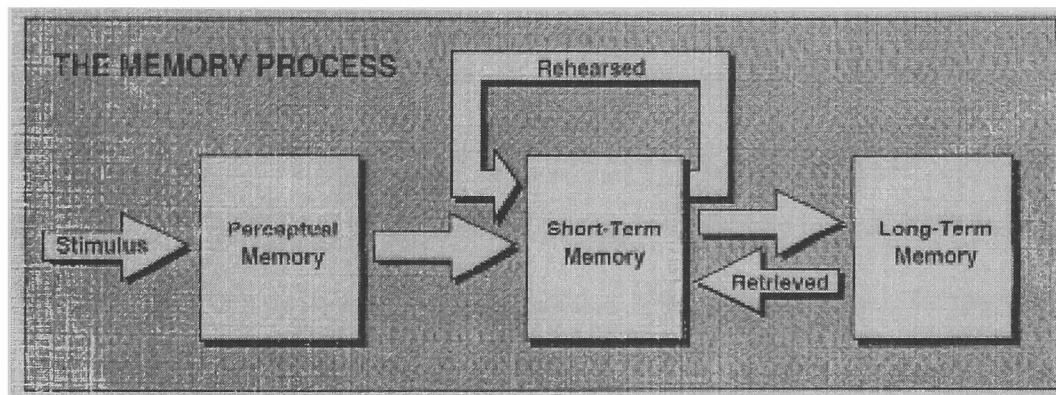 THE MEMORY PROCESS
Rehearsed
Stimulus
Perceptual
Memory
Short-Term
Memory
Long-Term
Memory
Retrieved